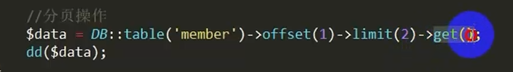 //分页操作
$data = DB::table('member')->offset(1)->limit(2)->get();
dd($data);